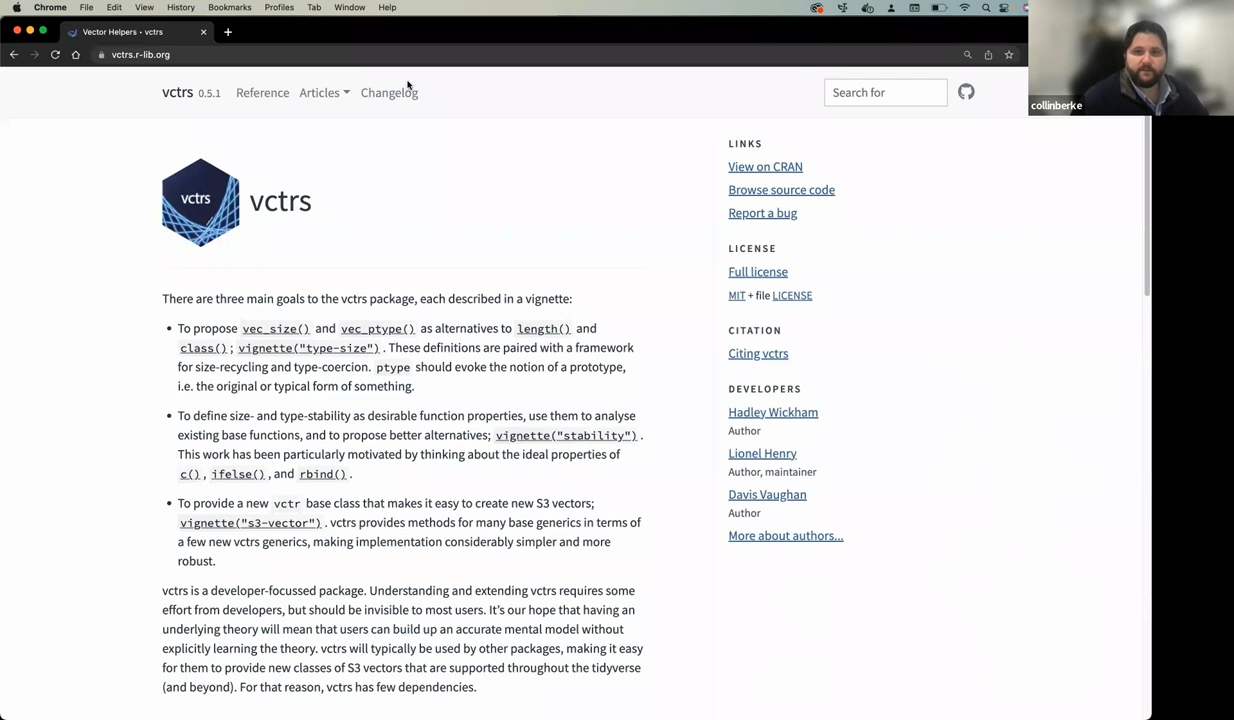 Chrome File Edit View History Bookmarks Profiles Tab Window Help
Vector Helpers • vctrs
vctrs.r-lib.org
collinberke
vctrs 0.5.1 Reference Articles Changelog Search for
vctrs
vctrs
There are three main goals to the vctrs package, each described in a vignette:
• To propose vec_size() and vec_ptype() as alternatives to length() and
class(); vignette("type-size"). These definitions are paired with a framework
for size-recycling and type-coercion. ptype should evoke the notion of a prototype,
i.e. the original or typical form of something.
• To define size- and type-stability as desirable function properties, use them to analyse
existing base functions, and to propose better alternatives; vignette("stability").
This work has been particularly motivated by thinking about the ideal properties of
c(), ifelse(), and rbind().
• To provide a new vctr base class that makes it easy to create new S3 vectors;
vignette("s3-vector"). vctrs provides methods for many base generics in terms of
a few new vctrs generics, making implementation considerably simpler and more
robust.
vctrs is a developer-focussed package. Understanding and extending vctrs requires some
effort from developers, but should be invisible to most users. It's our hope that having an
underlying theory will mean that users can build up an accurate mental model without
explicitly learning the theory. vctrs will typically be used by other packages, making it easy
for them to provide new classes of S3 vectors that are supported throughout the tidyverse
(and beyond). For that reason, vctrs has few dependencies.
LINKS
View on CRAN
Browse source code
Report a bug
LICENSE
Full license
MIT + file LICENSE
CITATION
Citing vctrs
DEVELOPERS
Hadley Wickham
Author
Lionel Henry
Author, maintainer
Davis Vaughan
Author
More about authors...